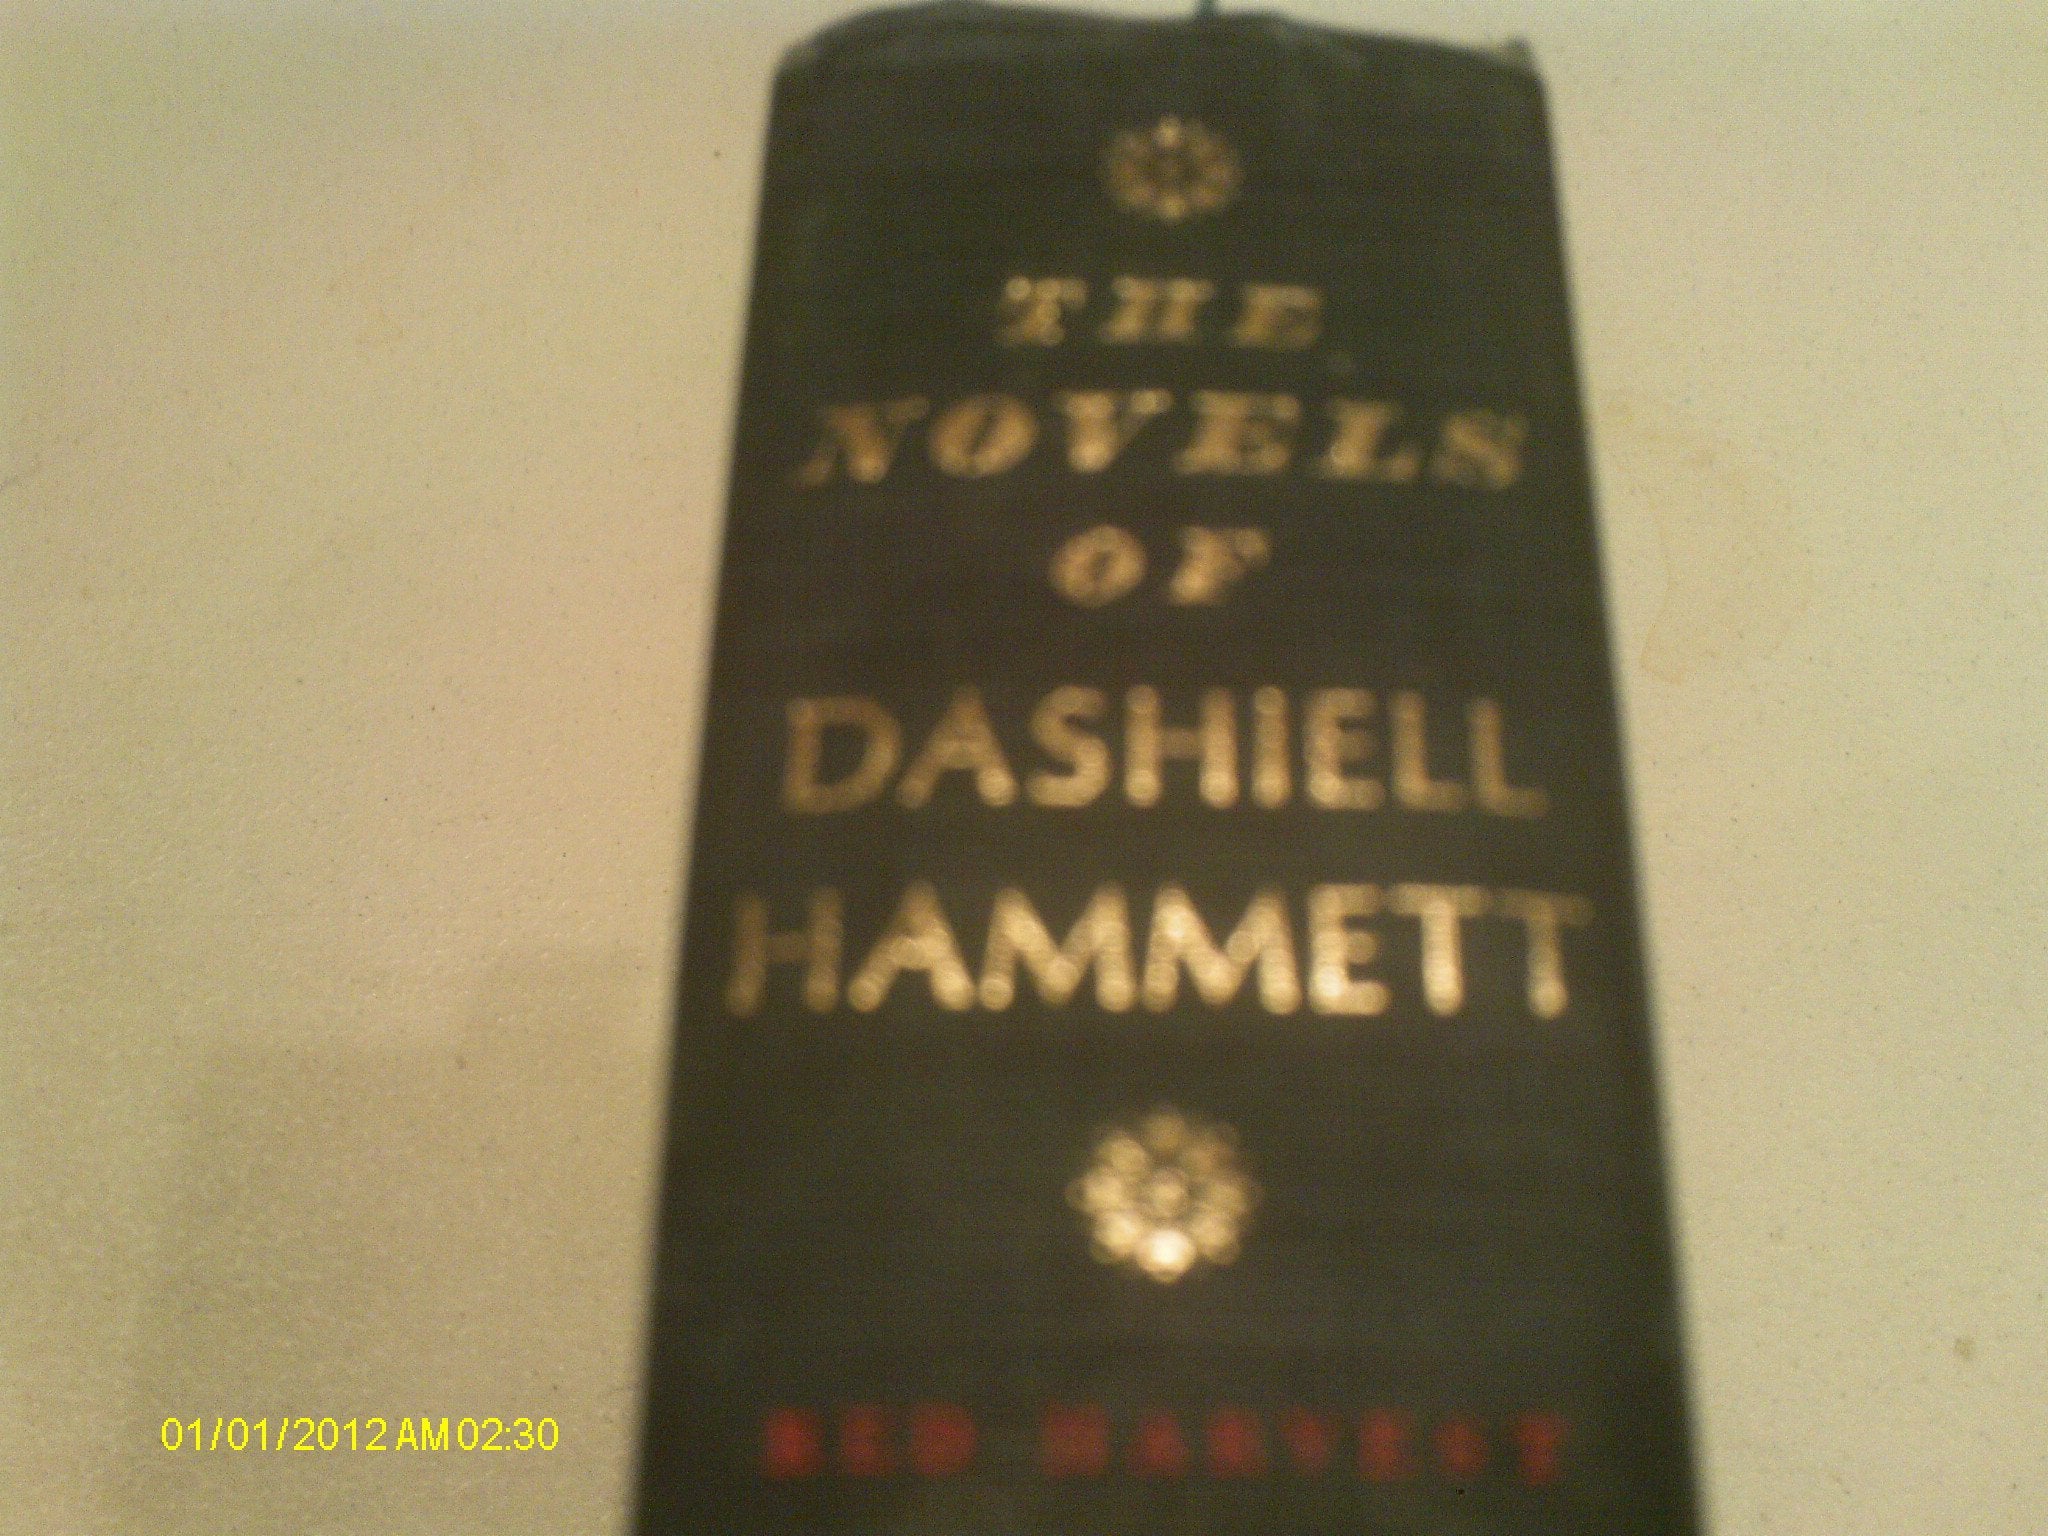 THE
NOVELS
OF
DASHIELL
HAMMETT
RED HARVEST
01/01/2012 AM 02:30